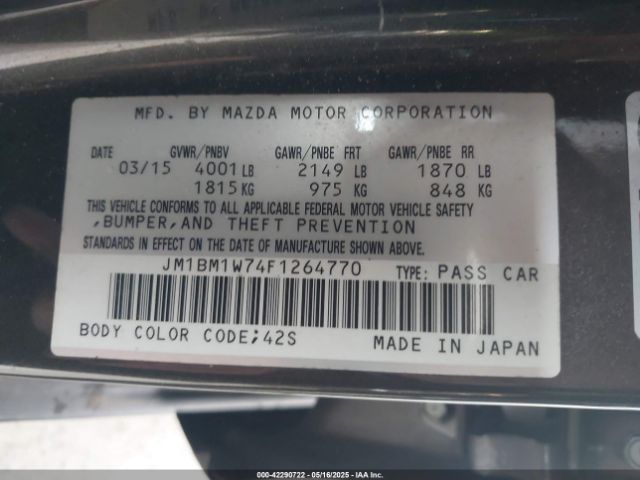 MFD. BY MAZDA MOTOR CORPORATION
DATE GVWR/PNBV GAWR/PNBE FRT GAWR/PNBE RR
03/15 4001 LB 2149 LB 1870 LB
1815 KG 975 KG 848 KG
THIS VEHICLE CONFORMS TO ALL APPLICABLE FEDERAL MOTOR VEHICLE SAFETY
,BUMPER,AND THEFT PREVENTION
STANDARDS IN EFFECT ON THE DATE OF MANUFACTURE SHOWN ABOVE.
JM1BM1W74F1264770 TYPE: PASS CAR
BODY COLOR CODE;42S MADE IN JAPAN
000-42290722 - 05/16/2025 - IAAI.com